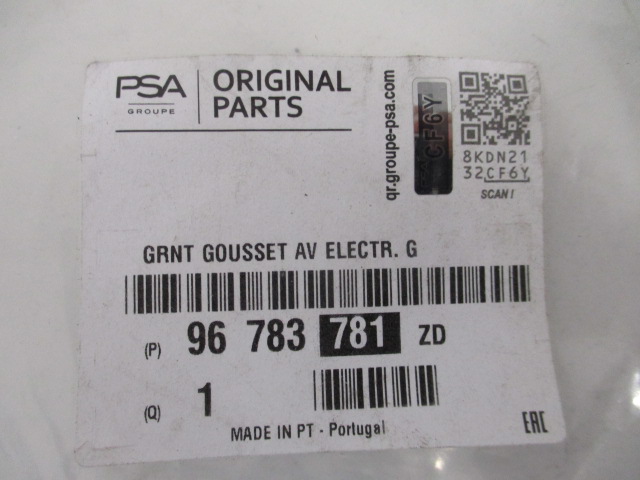 PSA
GROUPE
ORIGINAL
PARTS
qr.groupe-psa.com
CF6Y
8KDN21
32CF6Y
SCAN!
GRNT GOUSSET AV ELECTR. G
(P) 96 783 781 ZD
(Q) 1
MADE IN PT - Portugal
EAC